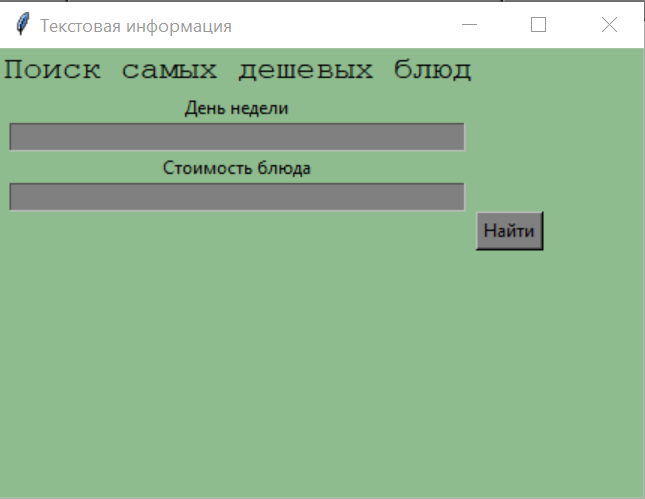 Текстовая информация
Поиск самых дешевых блюд
День недели
Стоимость блюда
Найти